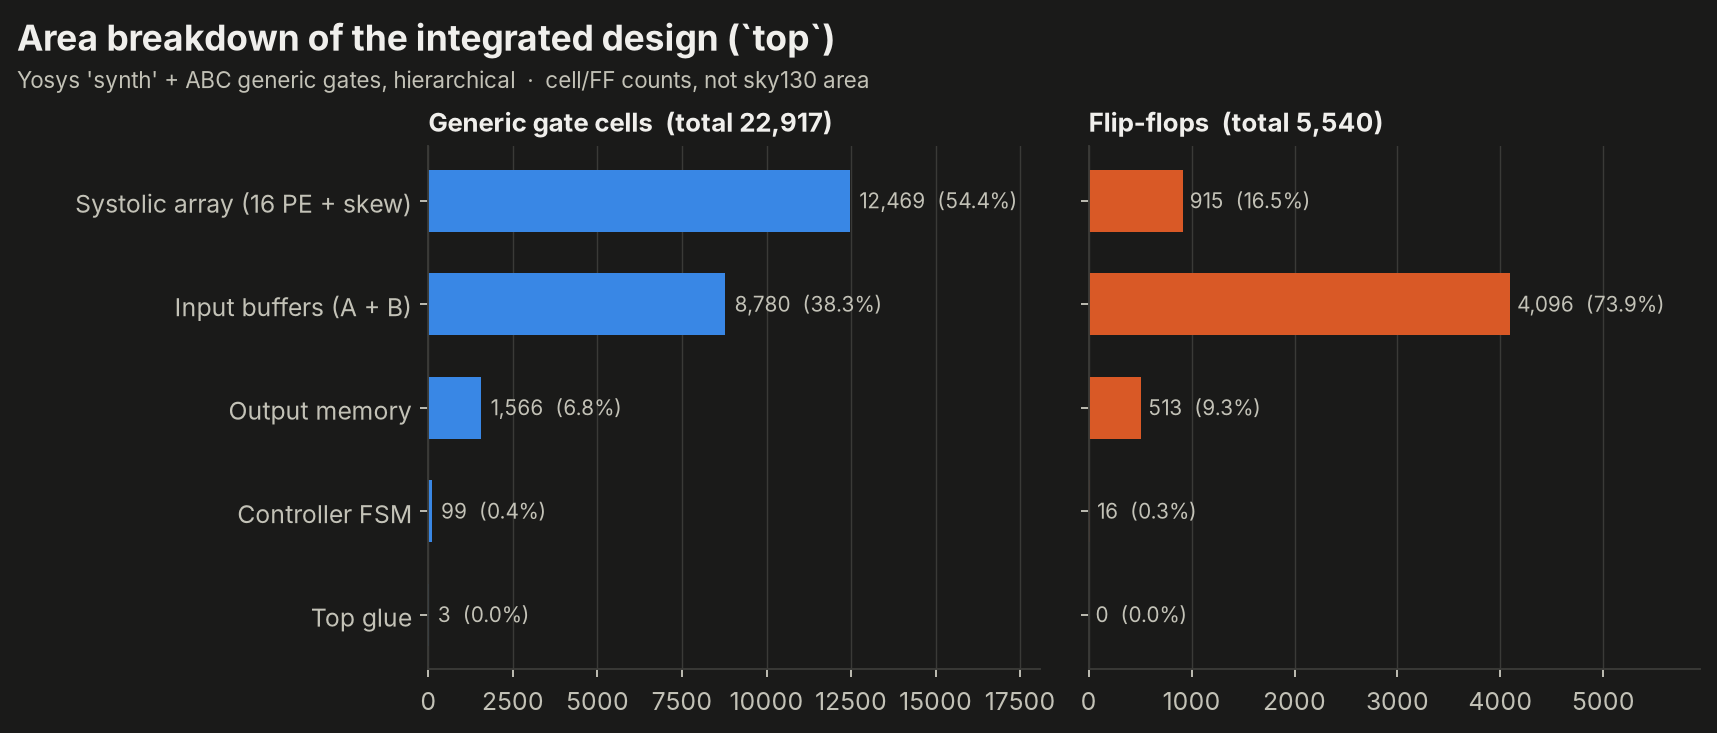 Area breakdown of the integrated design (`top`)
Yosys 'synth' + ABC generic gates, hierarchical · cell/FF counts, not sky130 area
Generic gate cells (total 22,917)
Flip-flops (total 5,540)
Systolic array (16 PE + skew)
12,469 (54.4%)
915 (16.5%)
Input buffers (A + B)
8,780 (38.3%)
4,096 (73.9%)
Output memory
1,566 (6.8%)
513 (9.3%)
Controller FSM
99 (0.4%)
16 (0.3%)
Top glue
3 (0.0%)
0 (0.0%)
0 2500 5000 7500 10000 12500 15000 17500
0 1000 2000 3000 4000 5000